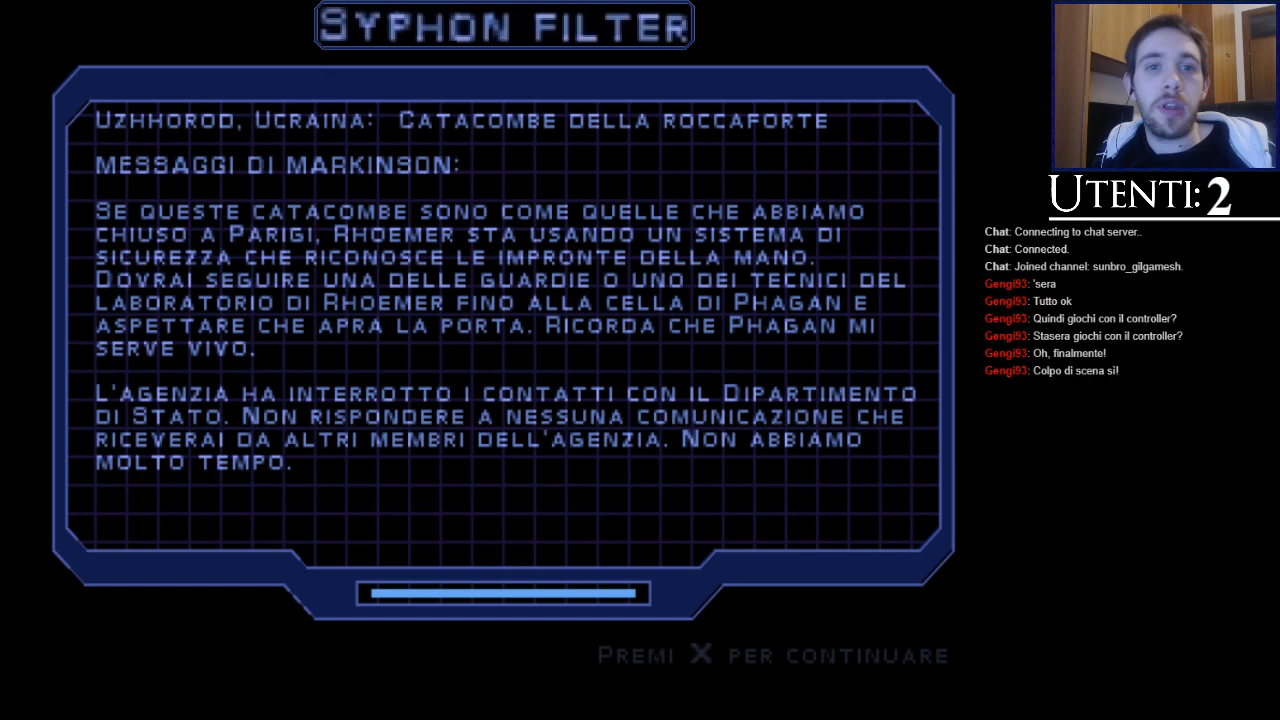 SYPHON FILTER
UZHHOROD, UCRAINA: CATACOMBE DELLA ROCCAFORTE
MESSAGGI DI MARKINSON:
SE QUESTE CATACOMBE SONO COME QUELLE CHE ABBIAMO
CHIUSO A PARIGI, RHOEMER STA USANDO UN SISTEMA DI
SICUREZZA CHE RICONOSCE LE IMPRONTE DELLA MANO.
DOVRAI SEGUIRE UNA DELLE GUARDIE O UNO DEI TECNICI DEL
LABORATORIO DI RHOEMER FINO ALLA CELLA DI PHAGAN E
ASPETTARE CHE APRA LA PORTA. RICORDA CHE PHAGAN MI
SERVE VIVO.
L'AGENZIA HA INTERROTTO I CONTATTI CON IL DIPARTIMENTO
DI STATO. NON RISPONDERE A NESSUNA COMUNICAZIONE CHE
RICEVERAI DA ALTRI MEMBRI DELL'AGENZIA. NON ABBIAMO
MOLTO TEMPO.
PREMI X PER CONTINUARE
UTENTI: 2
Chat: Connecting to chat server..
Chat: Connected.
Chat: Joined channel: sunbro_gilgamesh.
Gengi93: 'sera
Gengi93: Tutto ok
Gengi93: Quindi giochi con il controller?
Gengi93: Stasera giochi con il controller?
Gengi93: Oh, finalmente!
Gengi93: Colpo di scena sì!